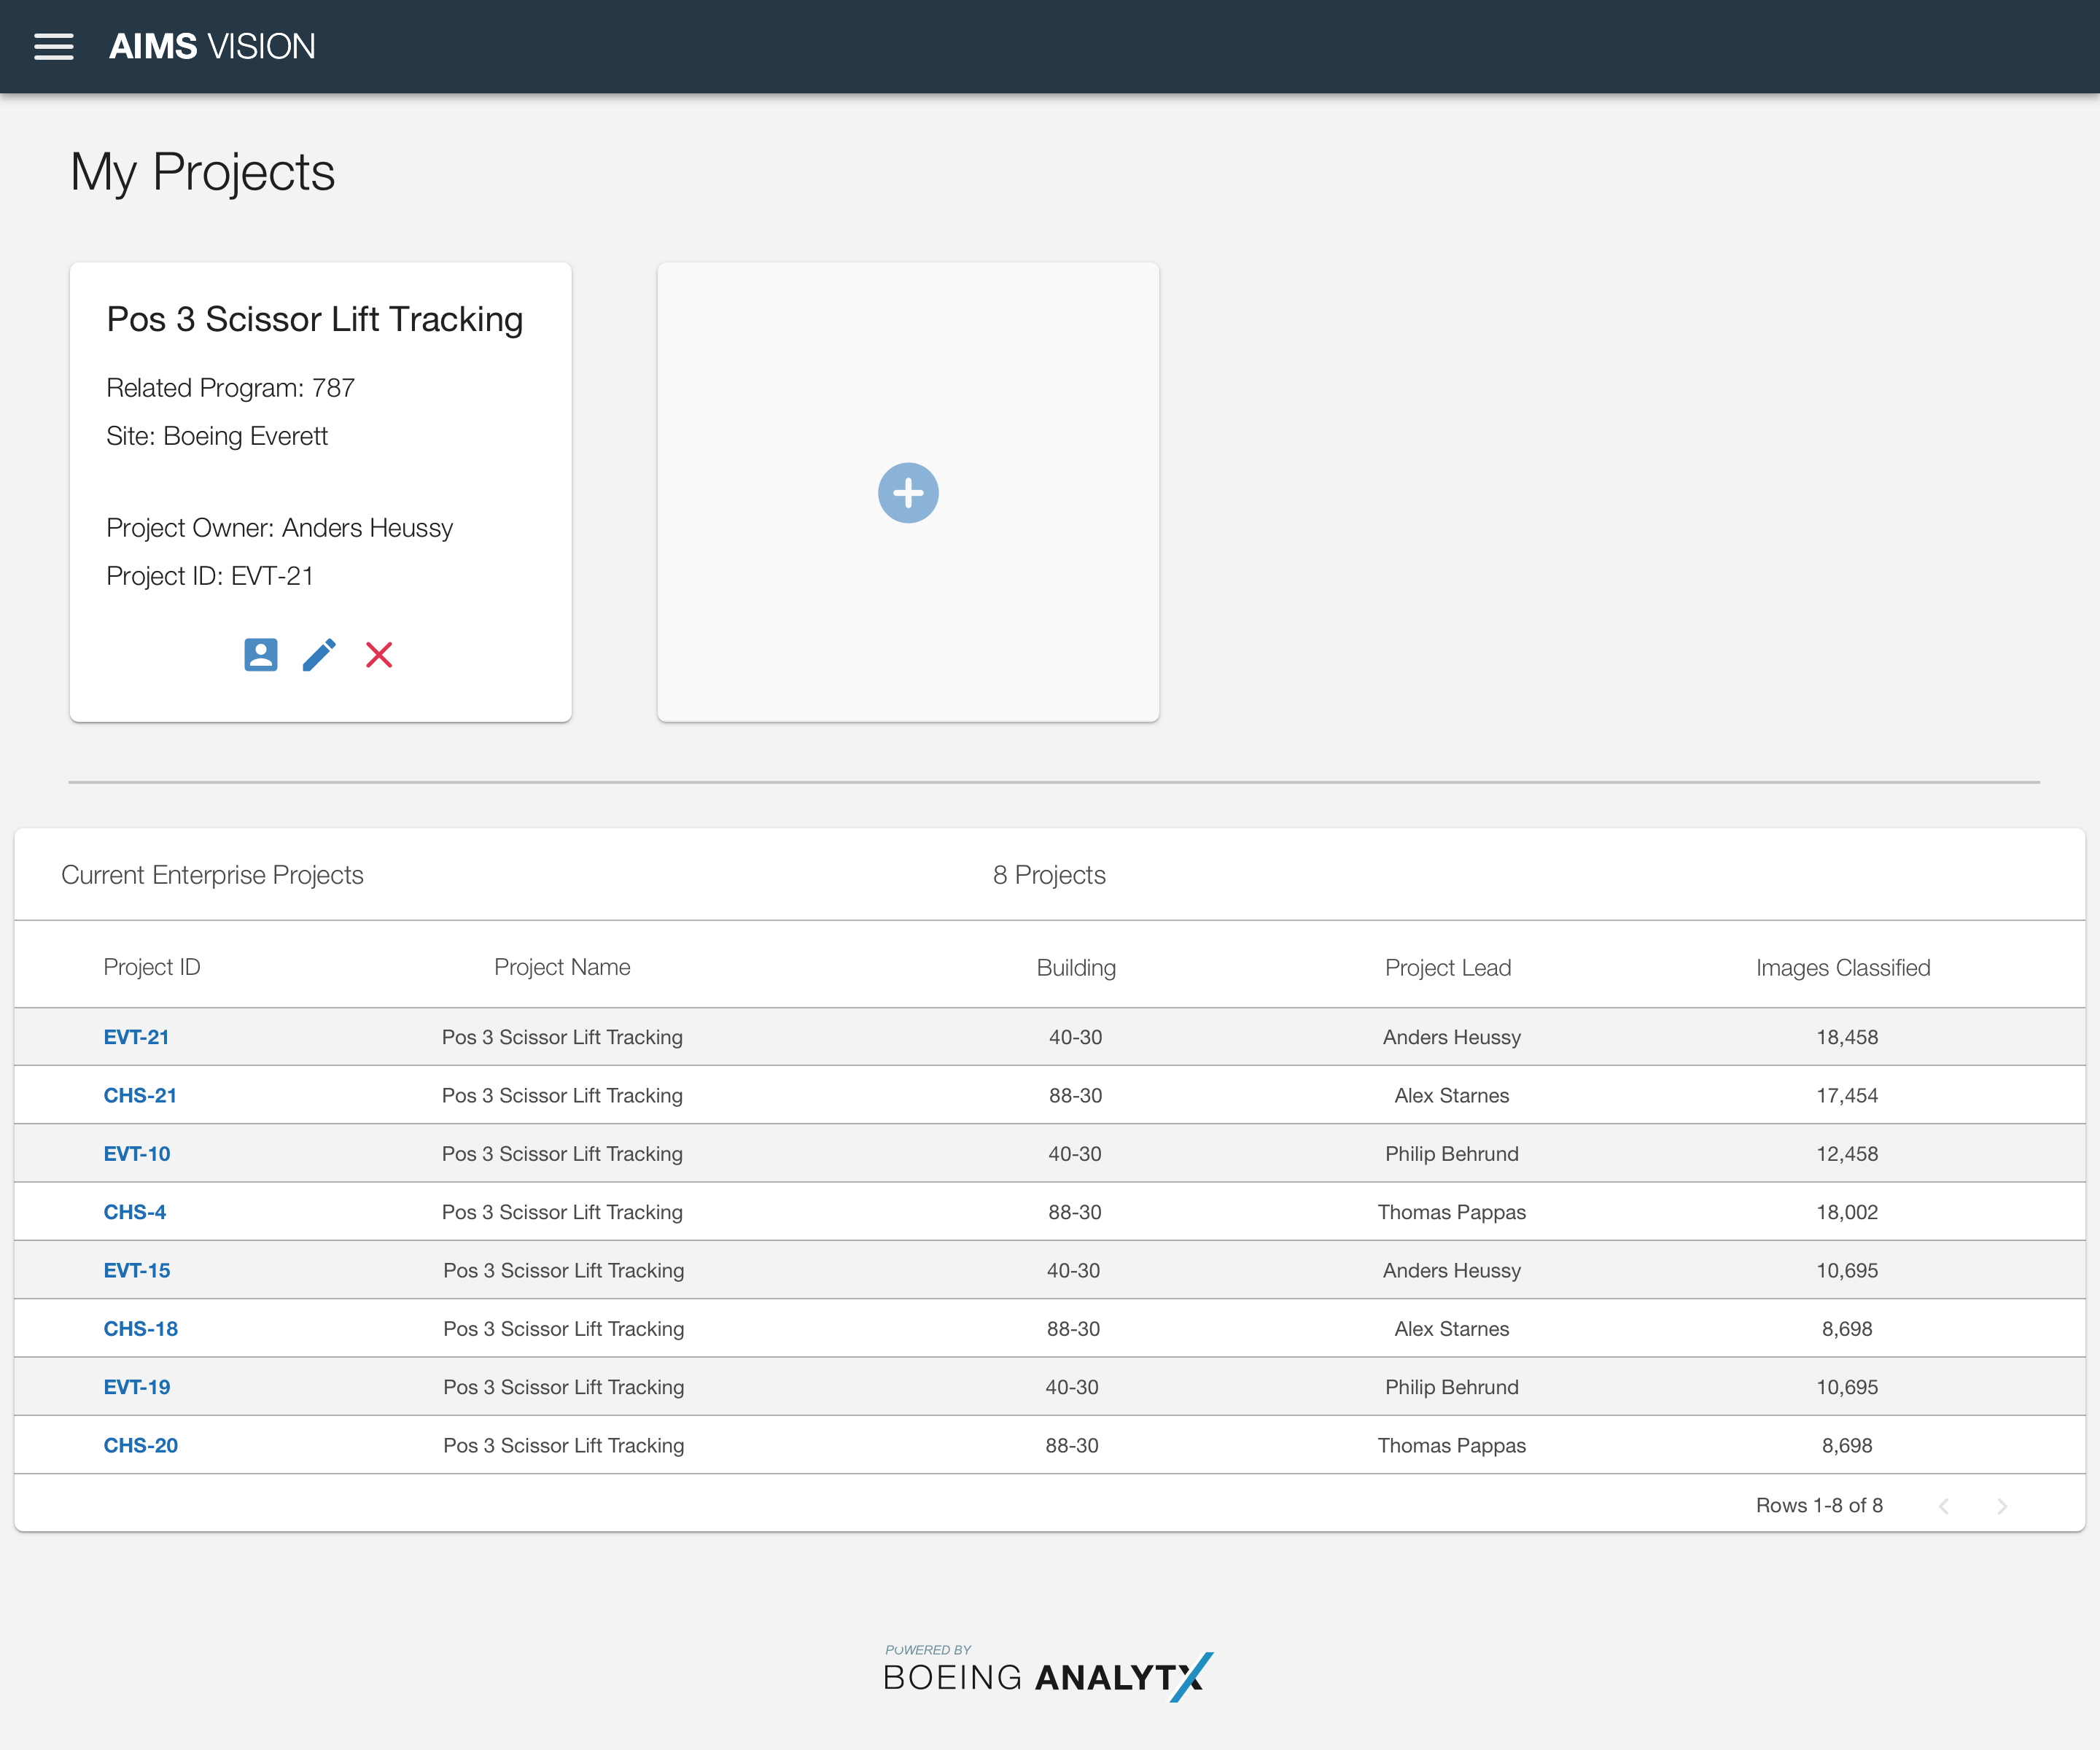 AIMS VISION
My Projects
Pos 3 Scissor Lift Tracking
Related Program: 787
Site: Boeing Everett
Project Owner: Anders Heussy
Project ID: EVT-21
Current Enterprise Projects 8 Projects
Project ID Project Name Building Project Lead Images Classified
EVT-21 Pos 3 Scissor Lift Tracking 40-30 Anders Heussy 18,458
CHS-21 Pos 3 Scissor Lift Tracking 88-30 Alex Starnes 17,454
EVT-10 Pos 3 Scissor Lift Tracking 40-30 Philip Behrund 12,458
CHS-4 Pos 3 Scissor Lift Tracking 88-30 Thomas Pappas 18,002
EVT-15 Pos 3 Scissor Lift Tracking 40-30 Anders Heussy 10,695
CHS-18 Pos 3 Scissor Lift Tracking 88-30 Alex Starnes 8,698
EVT-19 Pos 3 Scissor Lift Tracking 40-30 Philip Behrund 10,695
CHS-20 Pos 3 Scissor Lift Tracking 88-30 Thomas Pappas 8,698
Rows 1-8 of 8
POWERED BY
BOEING ANALYTX